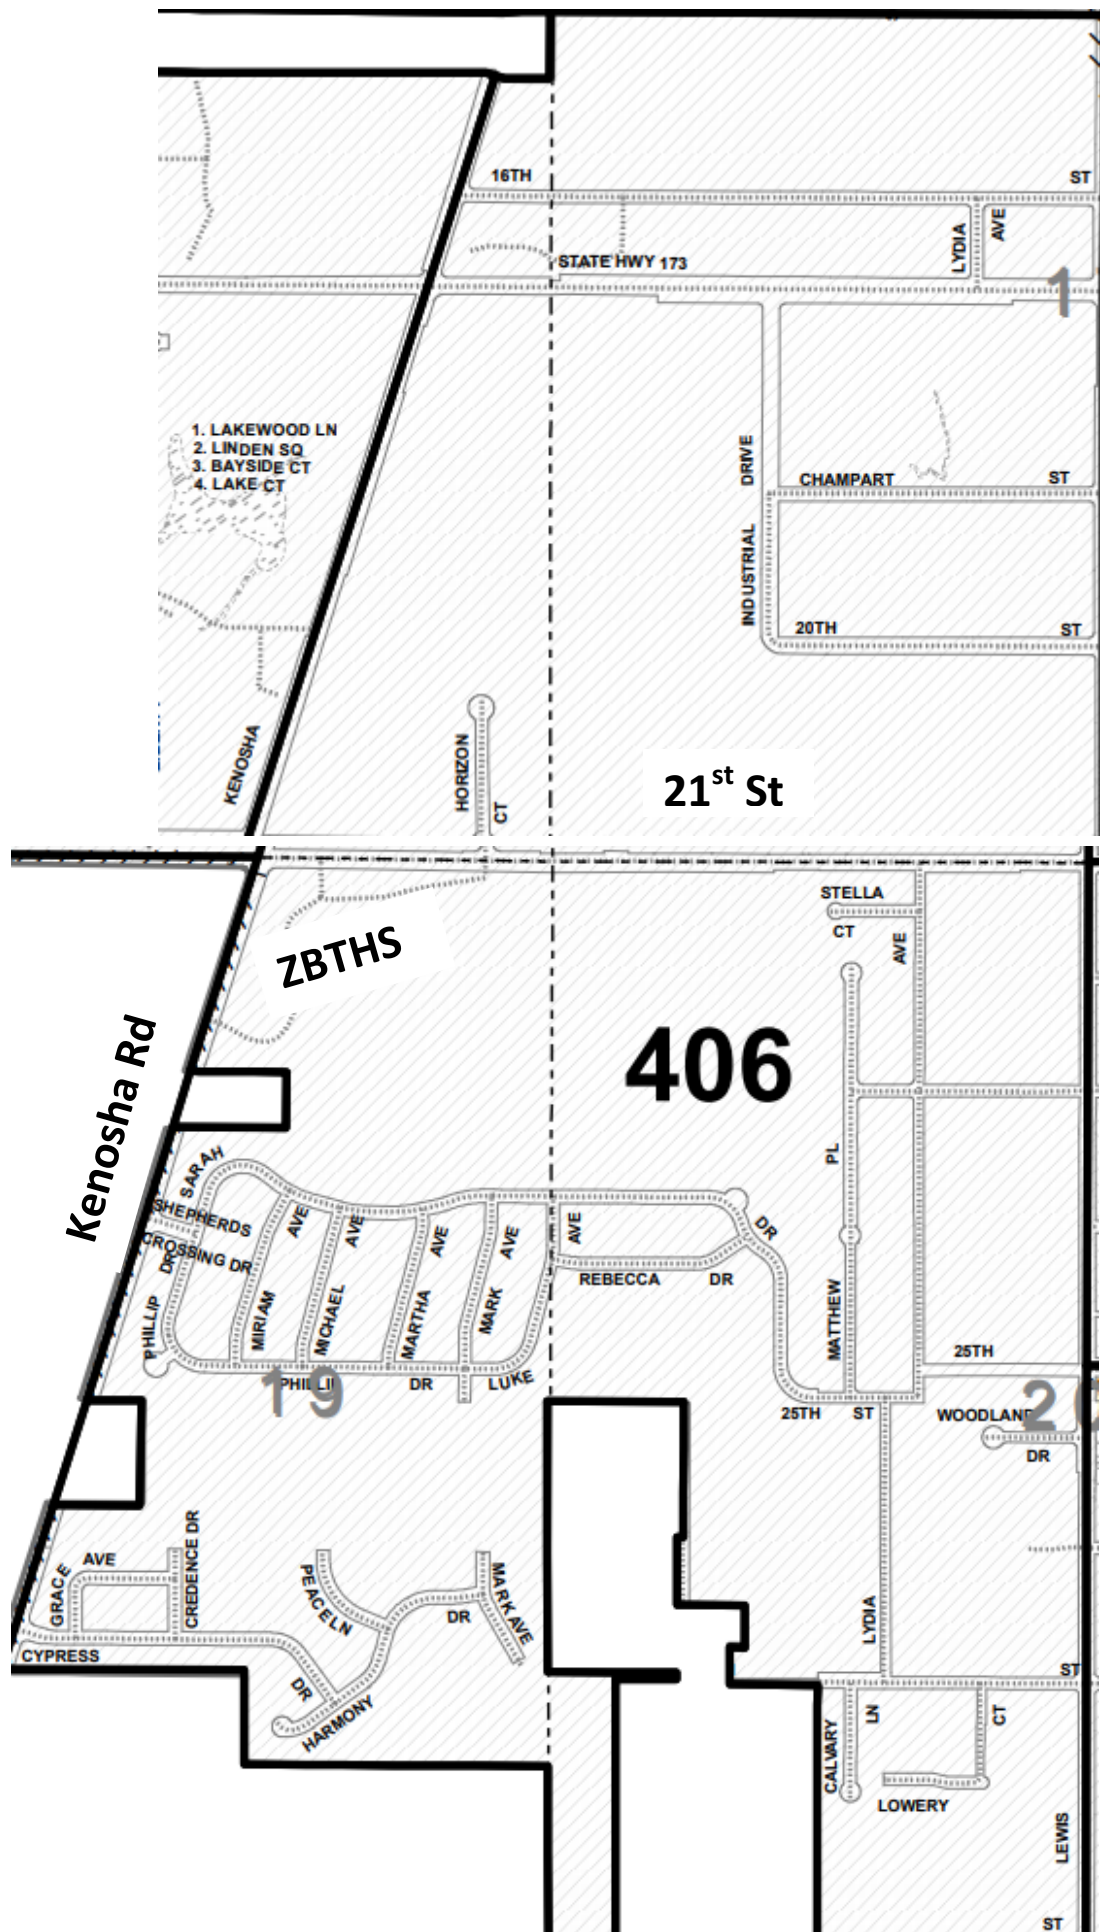 16TH ST
LYDIA AVE
STATE HWY 173
1
1. LAKEWOOD LN
2. LINDEN SQ
3. BAYSIDE CT
4. LAKE CT
INDUSTRIAL DRIVE
CHAMPART ST
20TH ST
KENOSHA
HORIZON CT
21st St
STELLA
CT
AVE
ZBTHS
Kenosha Rd
406
PL
SARAH
SHEPHERDS
CROSSING DR
AVE
AVE
AVE
AVE
AVE
DR
DR
REBECCA DR
PHILLIP
MIRIAM
MICHAEL
MARTHA
MARK
MATTHEW
25TH
PHILLIP DR LUKE
19
25TH ST
WOODLAND
20
DR
GRACE AVE
CREDENCE DR
PEACE LN
DR
MARK AVE
LYDIA
CYPRESS
DR
HARMONY
ST
CALVARY LN
CT
LOWERY
LEWIS
ST